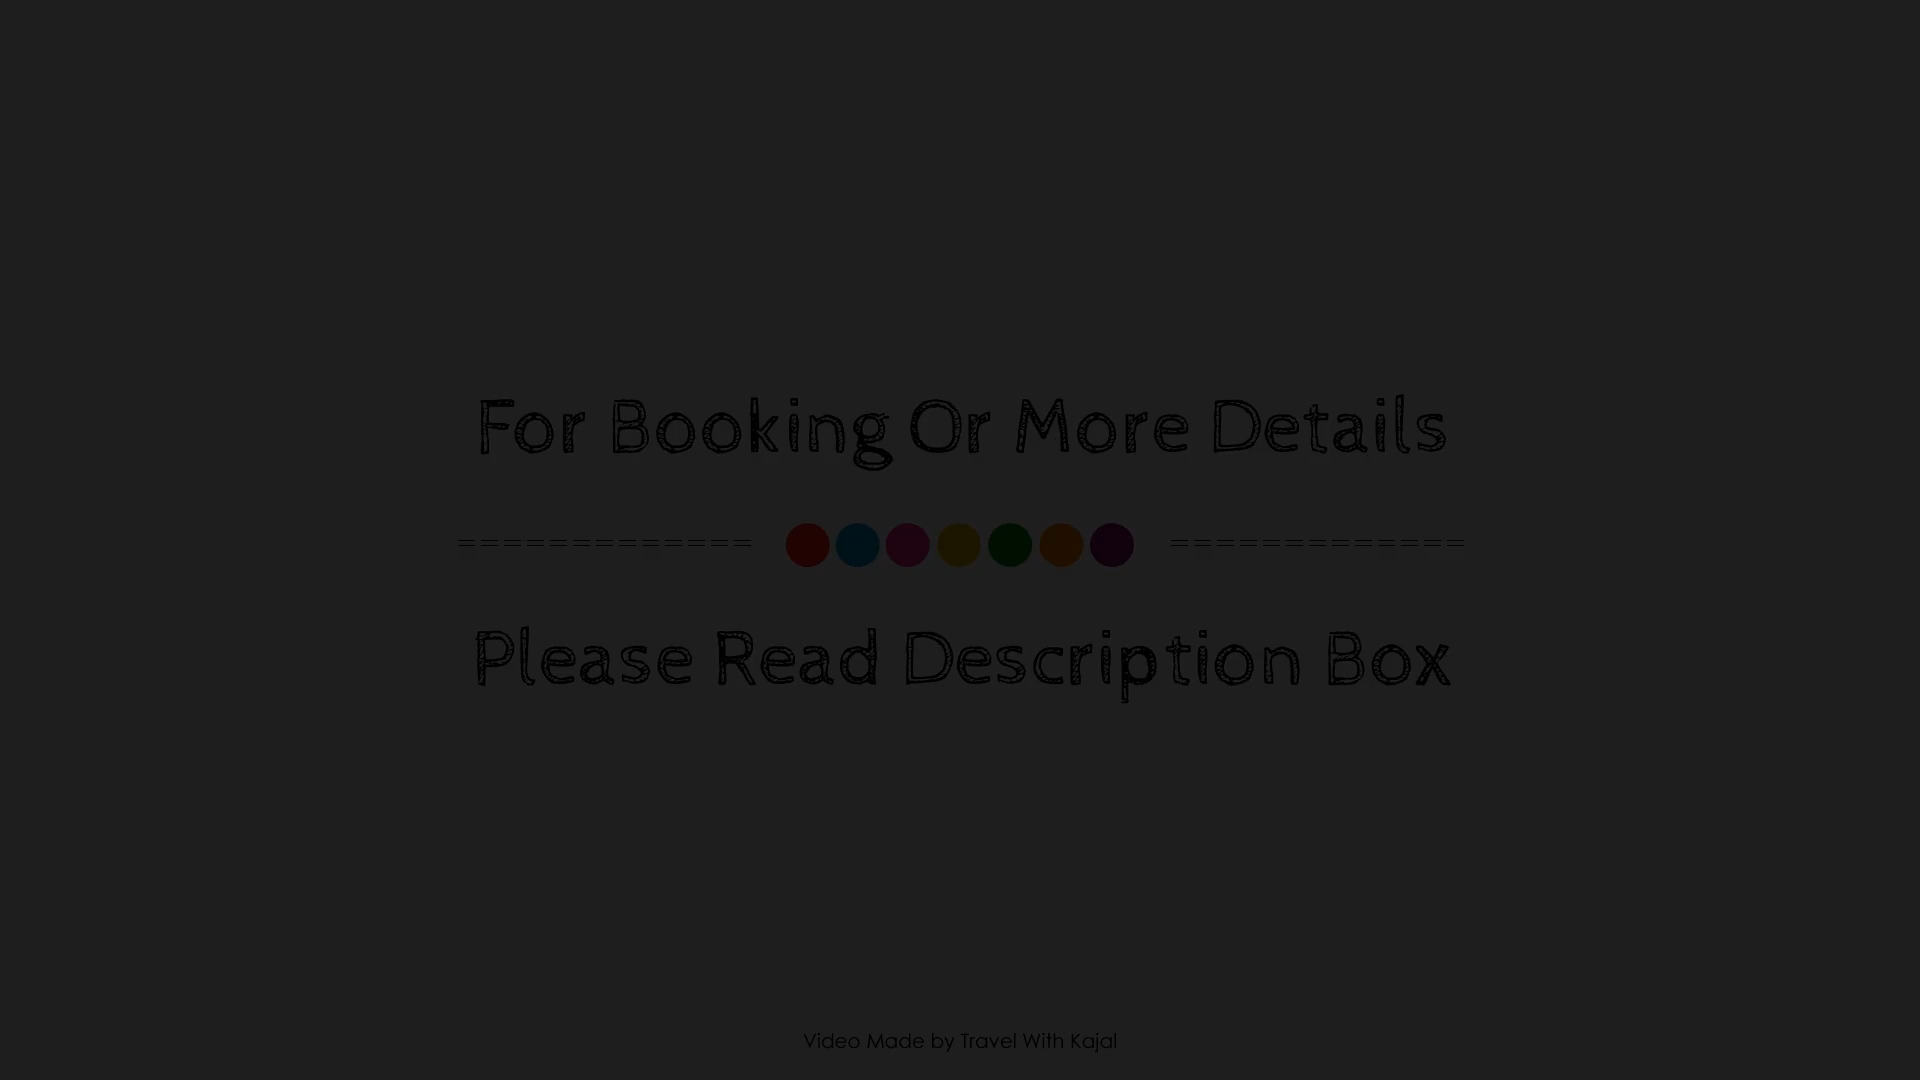 For Booking Or More Details
============= =============
Please Read Description Box
Video Made by Travel With Kajal